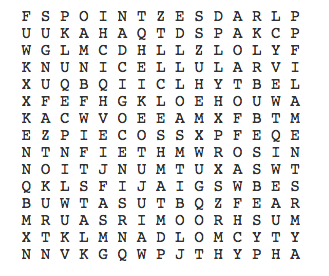 F S P O I N T Z E S D A R L P
U U K A H A Q T D S P A K C P
W G L M C D H L L Z L O L Y F
K N U N I C E L L U L A R V I
X U Q B Q I I C L H Y T B E L
X F E F H G K L O E H O U W A
K A C W V O E E A M X F B T M
E Z P I E C O S S X P F E Q E
N T N F I E T H M W R O S I N
N O I T J N U M T U X A S W T
Q K L S F I J A I G S W B E S
B U W T A S U T B Q Z F E A R
M R U A S R I M O O R H S U M
X T K L M N A D L O M C Y T Y
N N V K G Q W P J T H Y P H A